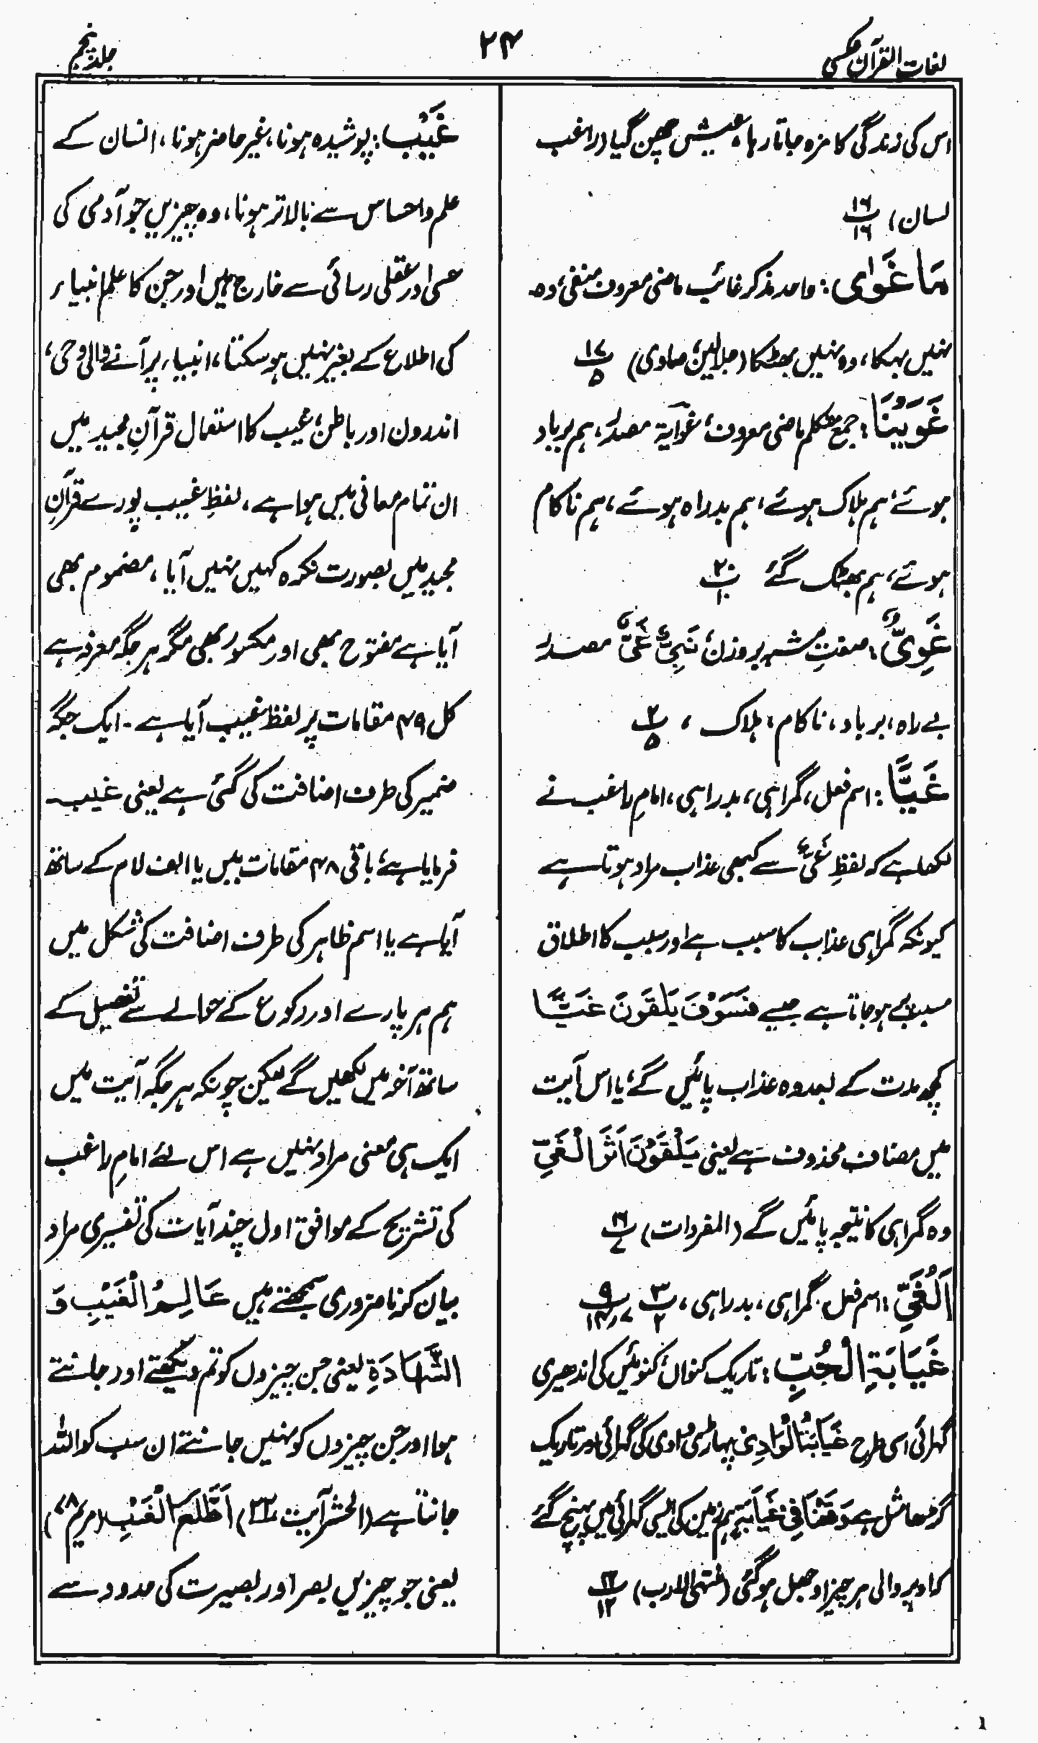 لغات القرآن عکسی
۲۴
جلد پنجم
اس کی زندگی کا مزہ جاتا رہا، عیش چھن گیا (راغب
لسان) ۱۶/۱۶
مَا غَوٰى: واحد مذکر غائب ماضی معروف منفی، وہ
نہیں بہکا، وہ نہیں بھٹکا (جلالین، صاوی) ۲۷/۵
غَوَيْنَا: جمع متکلم ماضی معروف، غَوَایَۃ مصدر، ہم برباد
ہوئے، ہم ہلاک ہوئے، ہم بدراہ ہوئے، ہم ناکام
ہوئے، ہم بھٹک گئے ۲۰/۱۰
غَوِيٌّ: صفت مشبہ بروزن نَبِیٌّ، غَیٌّ مصدر
بے راہ، برباد، ناکام، ہلاک، ۲۰/۵
غَيًّا: اسم فعل، گمراہی، بدراہی، امام راغب نے
لکھا ہے کہ لفظِ غَیٌّ سے کبھی عذاب مراد ہوتا ہے
کیونکہ گمراہی عذاب کا سبب ہے اور سبب کا اطلاق
مسبب پر ہو جاتا ہے جیسے فَسَوْفَ يَلْقَوْنَ غَيًّا
کچھ مدت کے بعد وہ عذاب پائیں گے، یا اس آیت
میں مضاف محذوف ہے یعنی يَلْقَوْنَ اَثَرَ الْغَيِّ
وہ گمراہی کا نتیجہ پائیں گے (المفردات) ۱۶/۷
اَلْغَيِّ: اسم فعل. گمراہی، بدراہی، ۳/۲ ۹/۷، ۱۴
غَيَابَةِ الْجُبِّ: تاریک کنواں، کنوئیں کی اندھیری
گہرائی اسی طرح غَيَابَةُ الْوَادِي پہاڑی وادی کی گہرائی اور تاریک
گڑھا مثل ہے وَقَعْنَا فِي غَيَابَةٍ ہم زمین کی ایسی گہرائی میں پہنچ گئے
کہ اوپر والی ہر چیز اوجھل ہو گئی (منتہی الارب) ۱۲/۱۲
غَيْب: پوشیدہ ہونا، غیر حاضر ہونا، انسان کے
علم و احساس سے بالاتر ہونا، وہ چیزیں جو آدمی کی
حسی اور عقلی رسائی سے خارج ہیں اور جن کا علم انبیاء
کی اطلاع کے بغیر نہیں ہو سکتا، انبیاء پر آنے والی وحی،
اندرون اور باطن، غیب کا استعمال قرآنِ مجید میں
ان تمام معانی میں ہوا ہے، لفظِ غیب پورے قرآنِ
مجید میں بصورت نکرہ کہیں نہیں آیا، مضموم بھی
آیا ہے مفتوح بھی اور مکسور بھی مگر ہر جگہ معرفہ ہے
کل ۴۹ مقامات پر لفظ غیب آیا ہے - ایک جگہ
ضمیر کی طرف اضافت کی گئی ہے یعنی غیبہ
فرمایا ہے، باقی ۴۸ مقامات میں یا الف لام کے ساتھ
آیا ہے یا اسم ظاہر کی طرف اضافت کی شکل میں
ہم ہر پارے اور رکوع کے حوالے سے تفصیل کے
ساتھ آخر میں لکھیں گے لیکن چونکہ ہر جگہ آیت میں
ایک ہی معنی مراد نہیں ہے اس لئے امام راغب
کی تشریح کے موافق اول چند آیات کی تفسیری مراد
بیان کرنا ضروری سمجھتے ہیں عَالِمُ الْغَيْبِ وَ
الشَّهَادَةِ یعنی جن چیزوں کو تم دیکھتے اور جانتے
ہو اور جن چیزوں کو نہیں جانتے ان سب کو اللہ
جانتا ہے (الحشر آیت ۲۲) اَطَّلَعَ الْغَيْبَ (مریم ۷۸)
یعنی جو چیزیں بصر اور بصیرت کی حدود سے